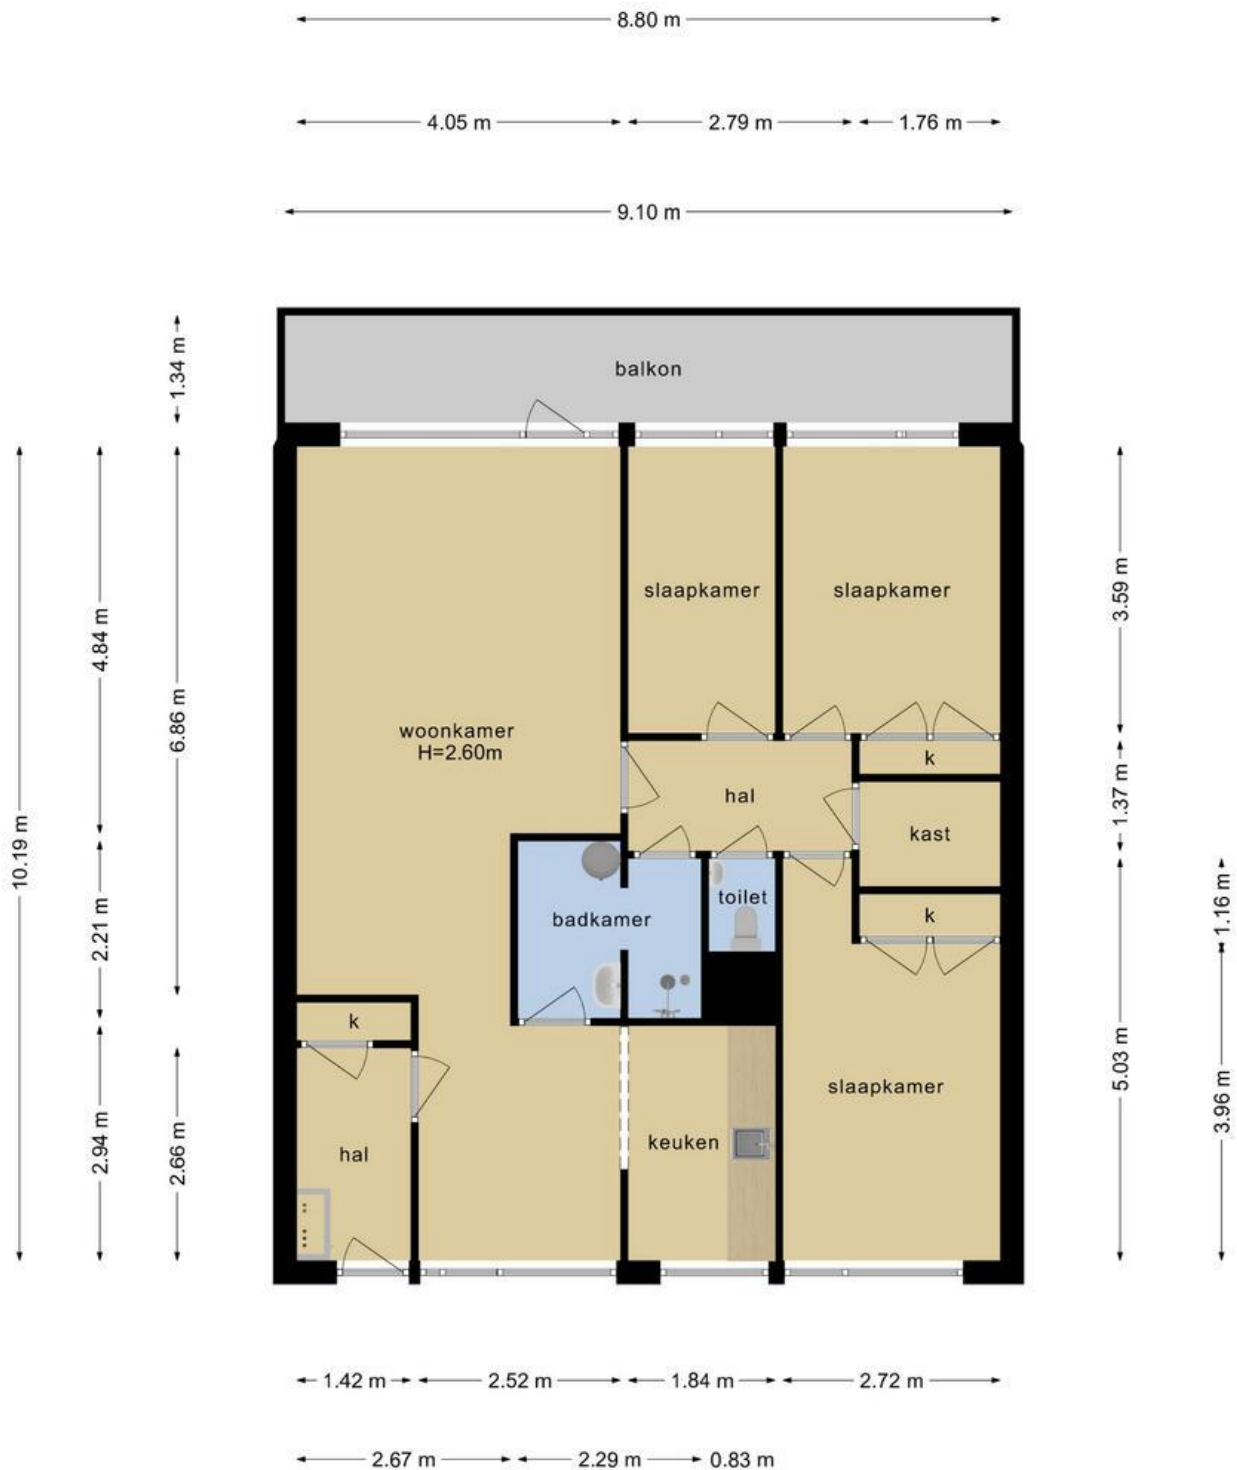 8.80 m
4.05 m
2.79 m
1.76 m
9.10 m
1.34 m
balkon
10.19 m
4.84 m
6.86 m
2.21 m
2.94 m
2.66 m
slaapkamer
slaapkamer
woonkamer
H=2.60m
hal
k
kast
k
toilet
badkamer
k
slaapkamer
keuken
hal
3.59 m
1.37 m
5.03 m
1.16 m
3.96 m
1.42 m
2.52 m
1.84 m
2.72 m
2.67 m
2.29 m
0.83 m